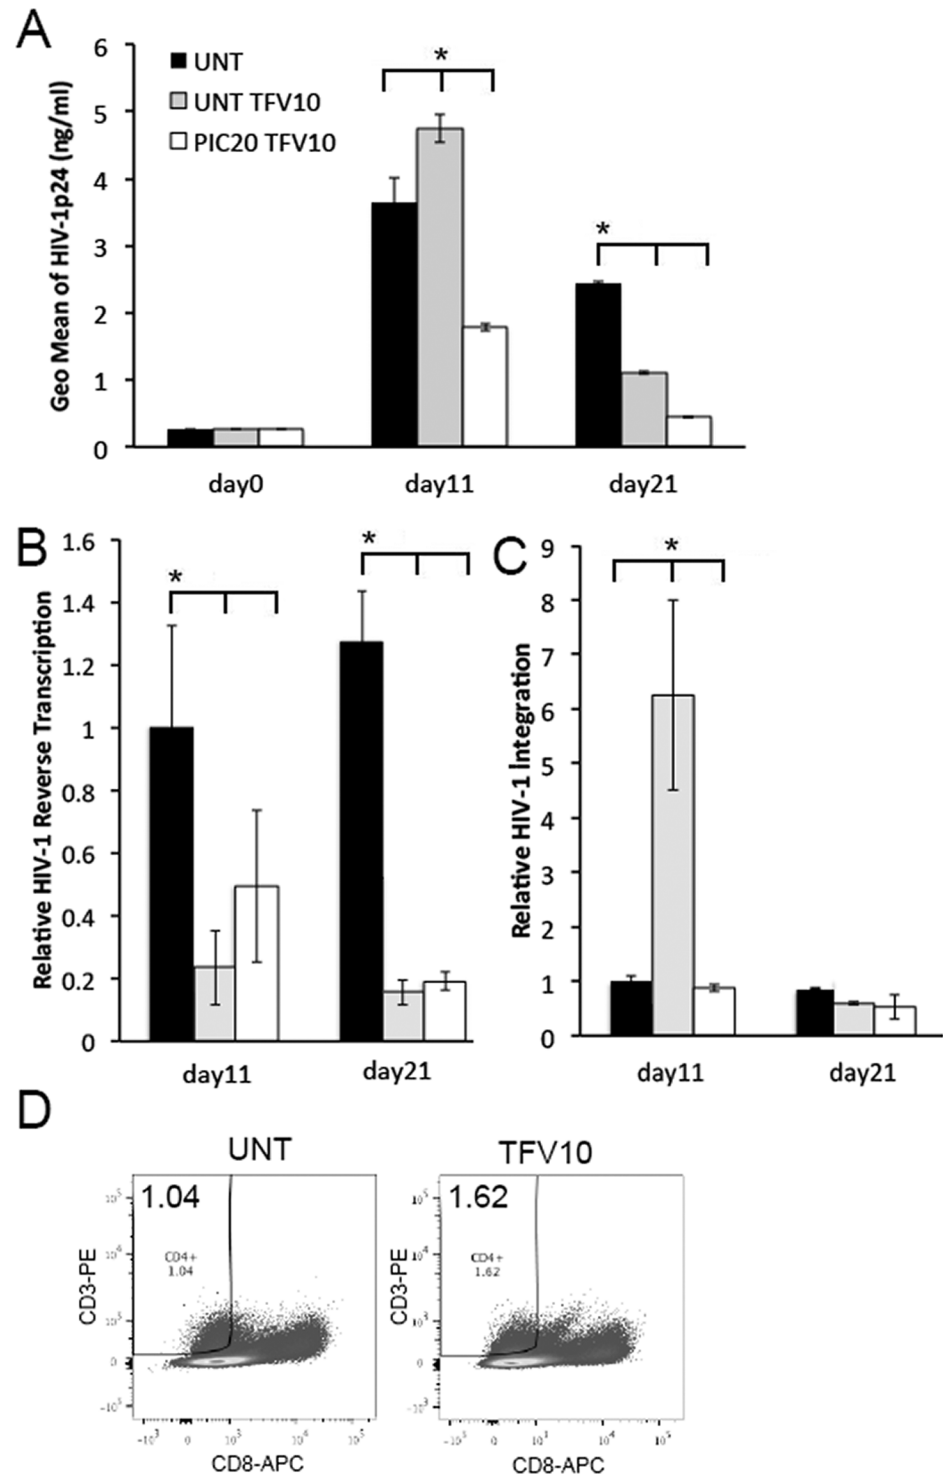 A
6
5
4
3
2
1
0
Geo Mean of HIV-1p24 (ng/ml)
UNT
UNT TFV10
PIC20 TFV10
*
*
day0
day11
day21
B
1.6
1.4
1.2
1
0.8
0.6
0.4
0.2
0
Relative HIV-1 Reverse Transcription
*
*
day11
day21
C
9
8
7
6
5
4
3
2
1
0
Relative HIV-1 Integration
*
day11
day21
D
UNT
1.04
CD4+
1.04
CD3-PE
0
0
CD8-APC
TFV10
1.62
CD4+
1.62
CD3-PE
0
0
CD8-APC